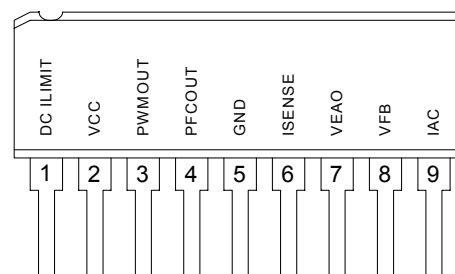 DC ILIMIT
VCC
PWMOUT
PFCOUT
GND
ISENSE
VEAO
VFB
IAC
1 2 3 4 5 6 7 8 9